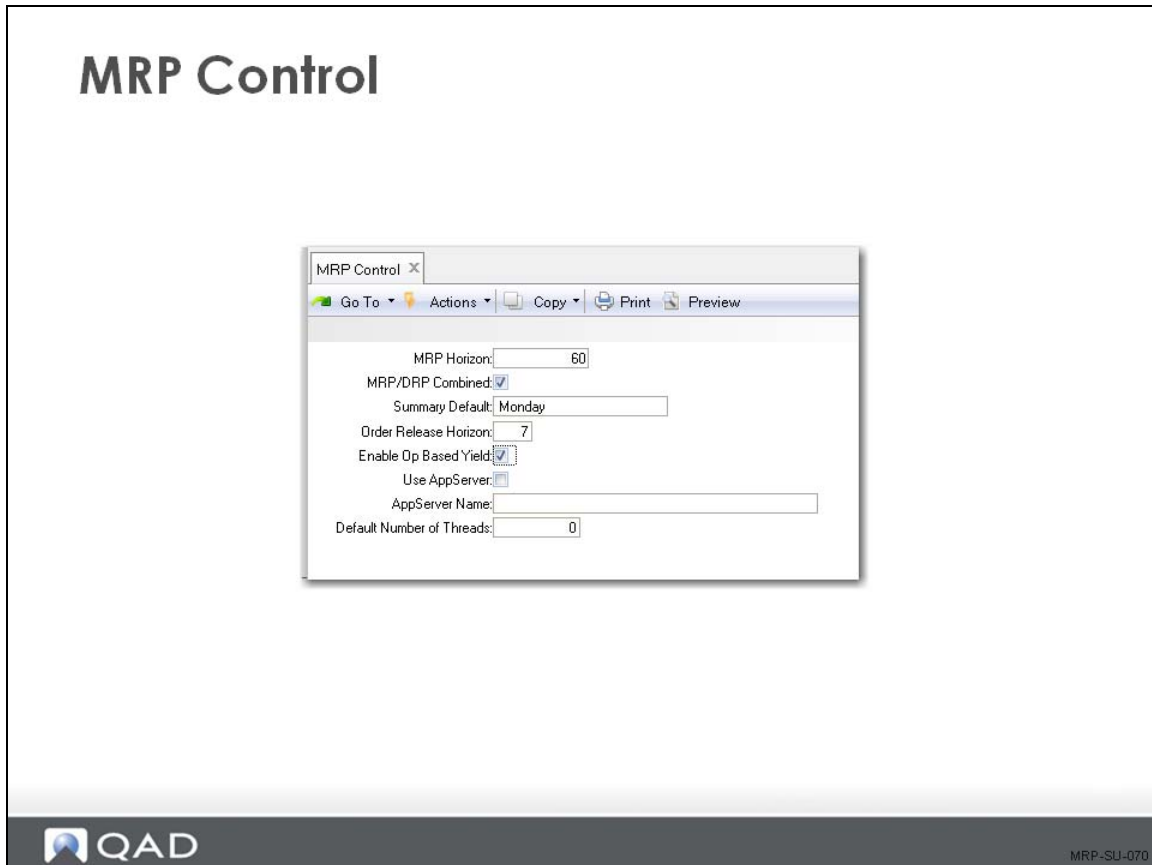 MRP Control
MRP Control
Go To Actions Copy Print Preview
MRP Horizon: 60
MRP/DRP Combined:
Summary Default: Monday
Order Release Horizon: 7
Enable Op Based Yield:
Use AppServer:
AppServer Name:
Default Number of Threads: 0
QAD
MRP-SU-070